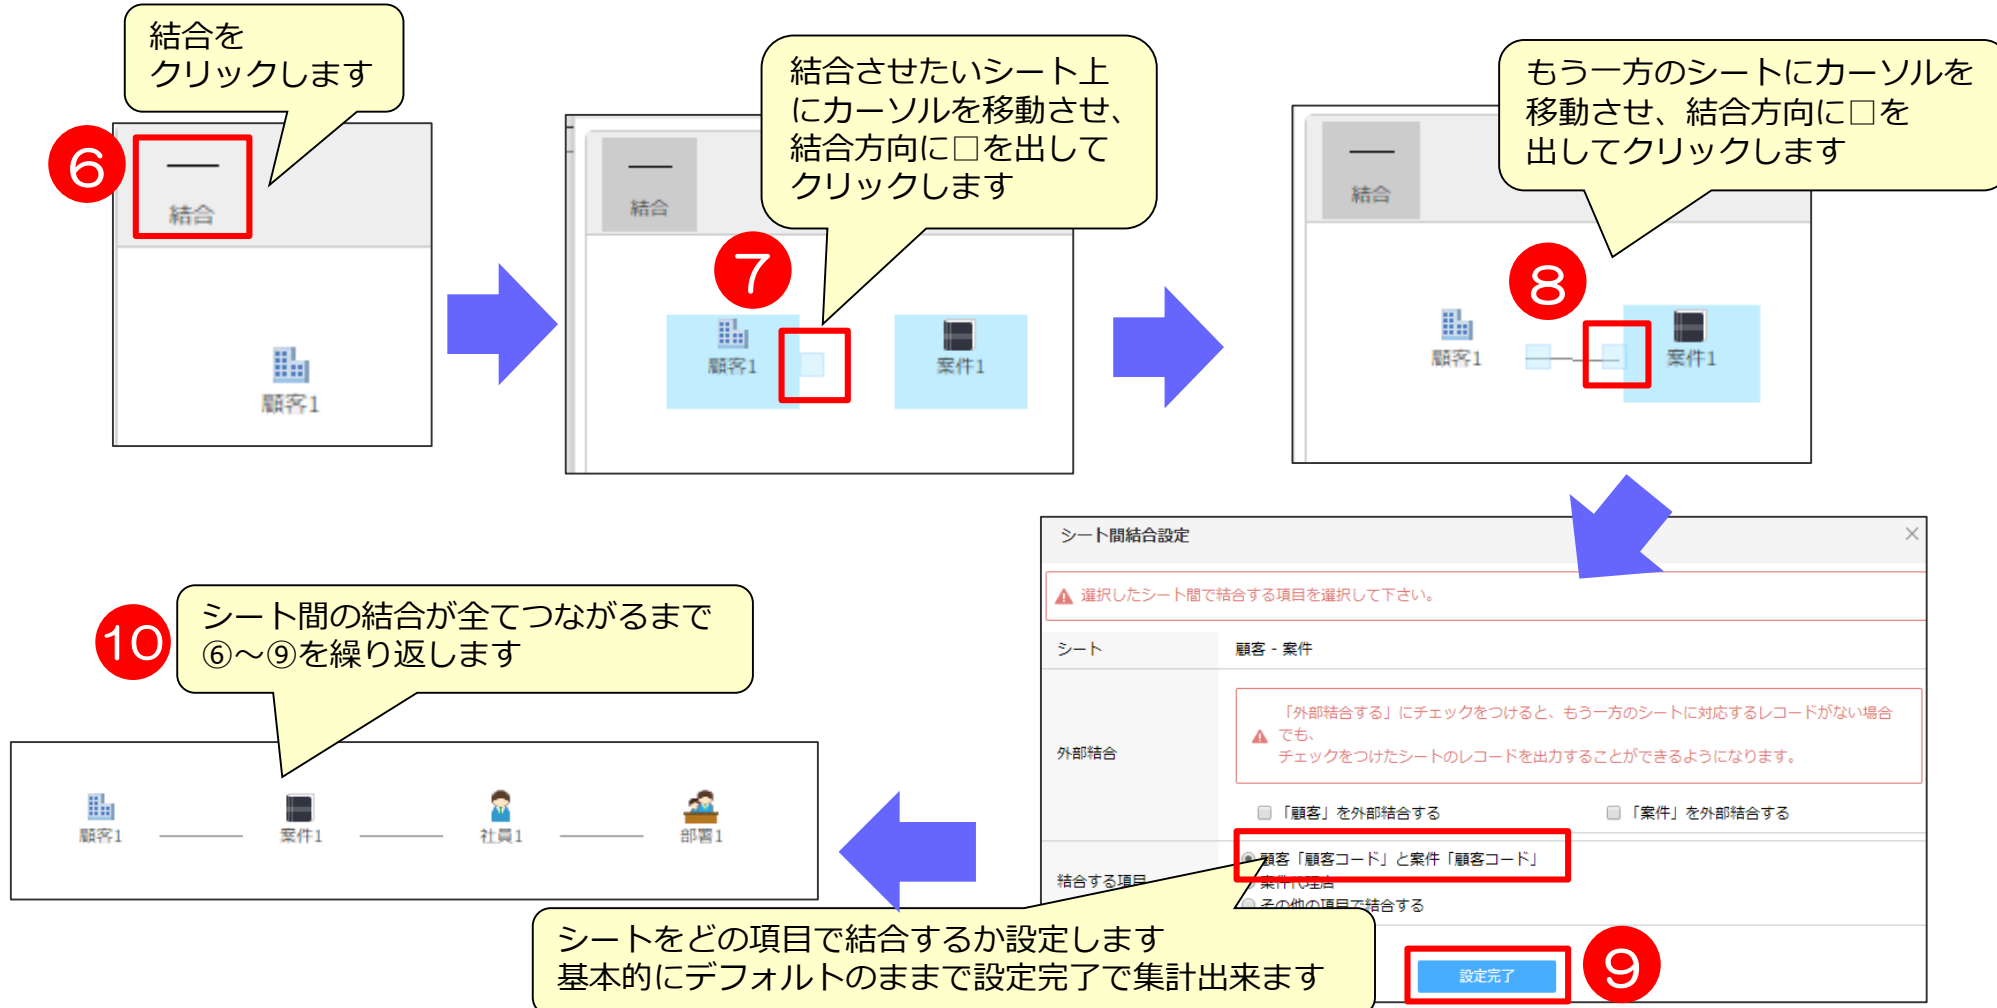 結合を
クリックします
⑥
結合
顧客1
結合させたいシート上
にカーソルを移動させ、
結合方向に□を出して
クリックします
結合
⑦
顧客1
案件1
もう一方のシートにカーソルを
移動させ、結合方向に□を
出してクリックします
結合
⑧
顧客1
案件1
シート間結合設定
選択したシート間で結合する項目を選択して下さい。
シート
顧客 - 案件
外部結合
「外部結合する」にチェックをつけると、もう一方のシートに対応するレコードがない場合
でも、
チェックをつけたシートのレコードを出力することができるようになります。
「顧客」を外部結合する
「案件」を外部結合する
結合する項目
顧客「顧客コード」と案件「顧客コード」
案件代理店
その他の項目で結合する
シートをどの項目で結合するか設定します
基本的にデフォルトのままで設定完了で集計出来ます
設定完了
⑨
⑩
シート間の結合が全てつながるまで
⑥～⑨を繰り返します
顧客1
案件1
社員1
部署1